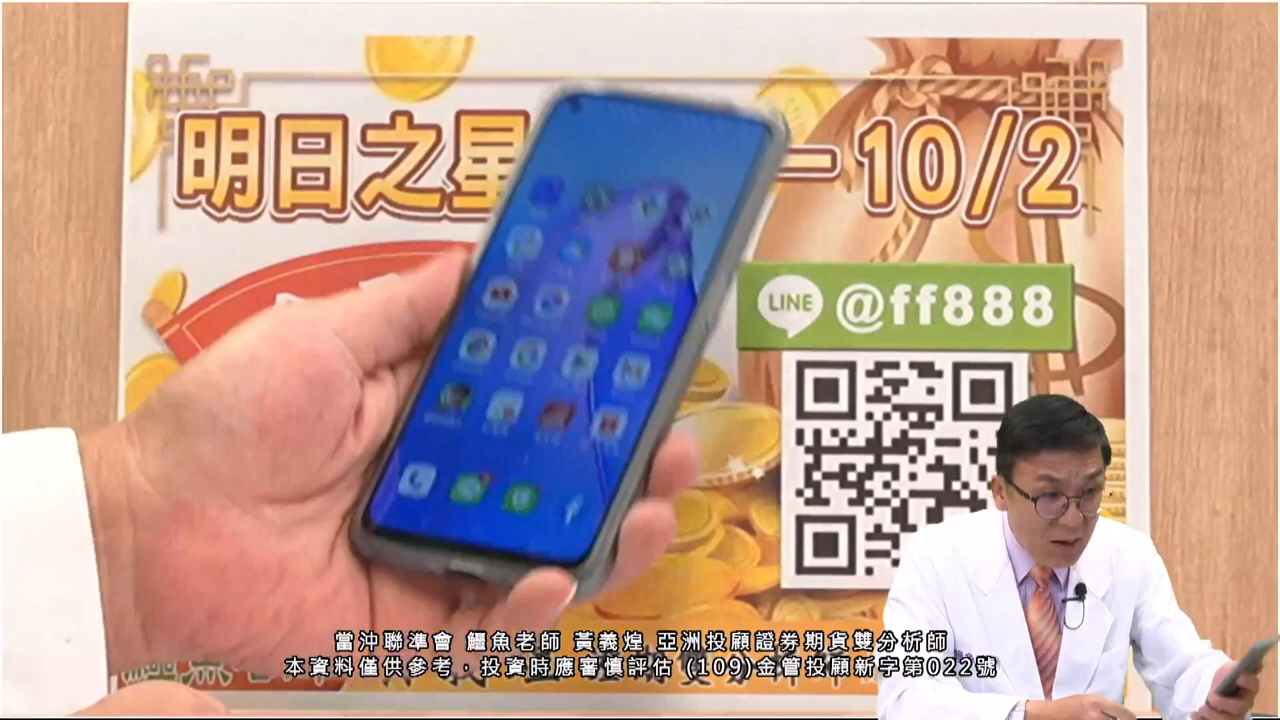 明日之星
一10/2
LINE @ff888
當沖聯準會 鱷魚老師 黃義煌 亞洲投顧證券期貨雙分析師
本資料僅供參考，投資時應審慎評估 (109)金管投顧新字第022號